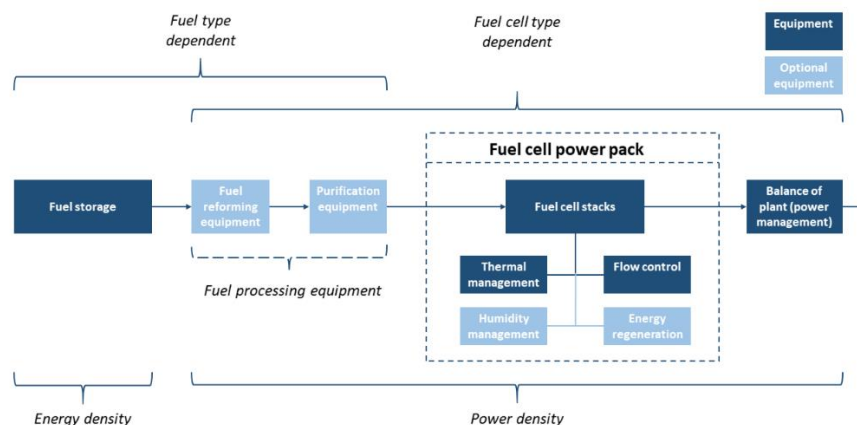 Fuel type
dependent
Fuel cell type
dependent
Equipment
Optional
equipment
Fuel cell power pack
Fuel storage
Fuel
reforming
equipment
Purification
equipment
Fuel cell stacks
Balance of
plant (power
management)
Fuel processing equipment
Thermal
management
Flow control
Humidity
management
Energy
regeneration
Energy density
Power density